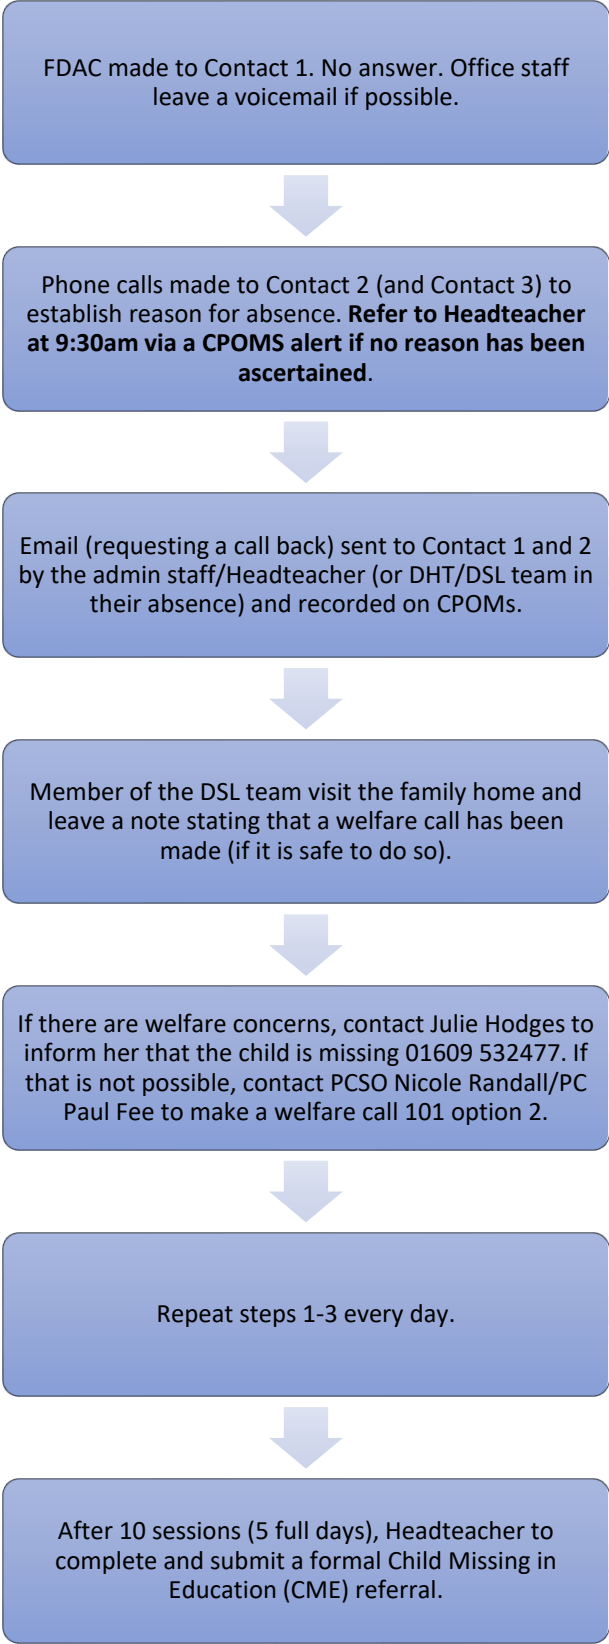 FDAC made to Contact 1. No answer. Office staff
leave a voicemail if possible.
Phone calls made to Contact 2 (and Contact 3) to
establish reason for absence. Refer to Headteacher
at 9:30am via a CPOMS alert if no reason has been
ascertained.
Email (requesting a call back) sent to Contact 1 and 2
by the admin staff/Headteacher (or DHT/DSL team in
their absence) and recorded on CPOMs.
Member of the DSL team visit the family home and
leave a note stating that a welfare call has been
made (if it is safe to do so).
If there are welfare concerns, contact Julie Hodges to
inform her that the child is missing 01609 532477. If
that is not possible, contact PCSO Nicole Randall/PC
Paul Fee to make a welfare call 101 option 2.
Repeat steps 1-3 every day.
After 10 sessions (5 full days), Headteacher to
complete and submit a formal Child Missing in
Education (CME) referral.